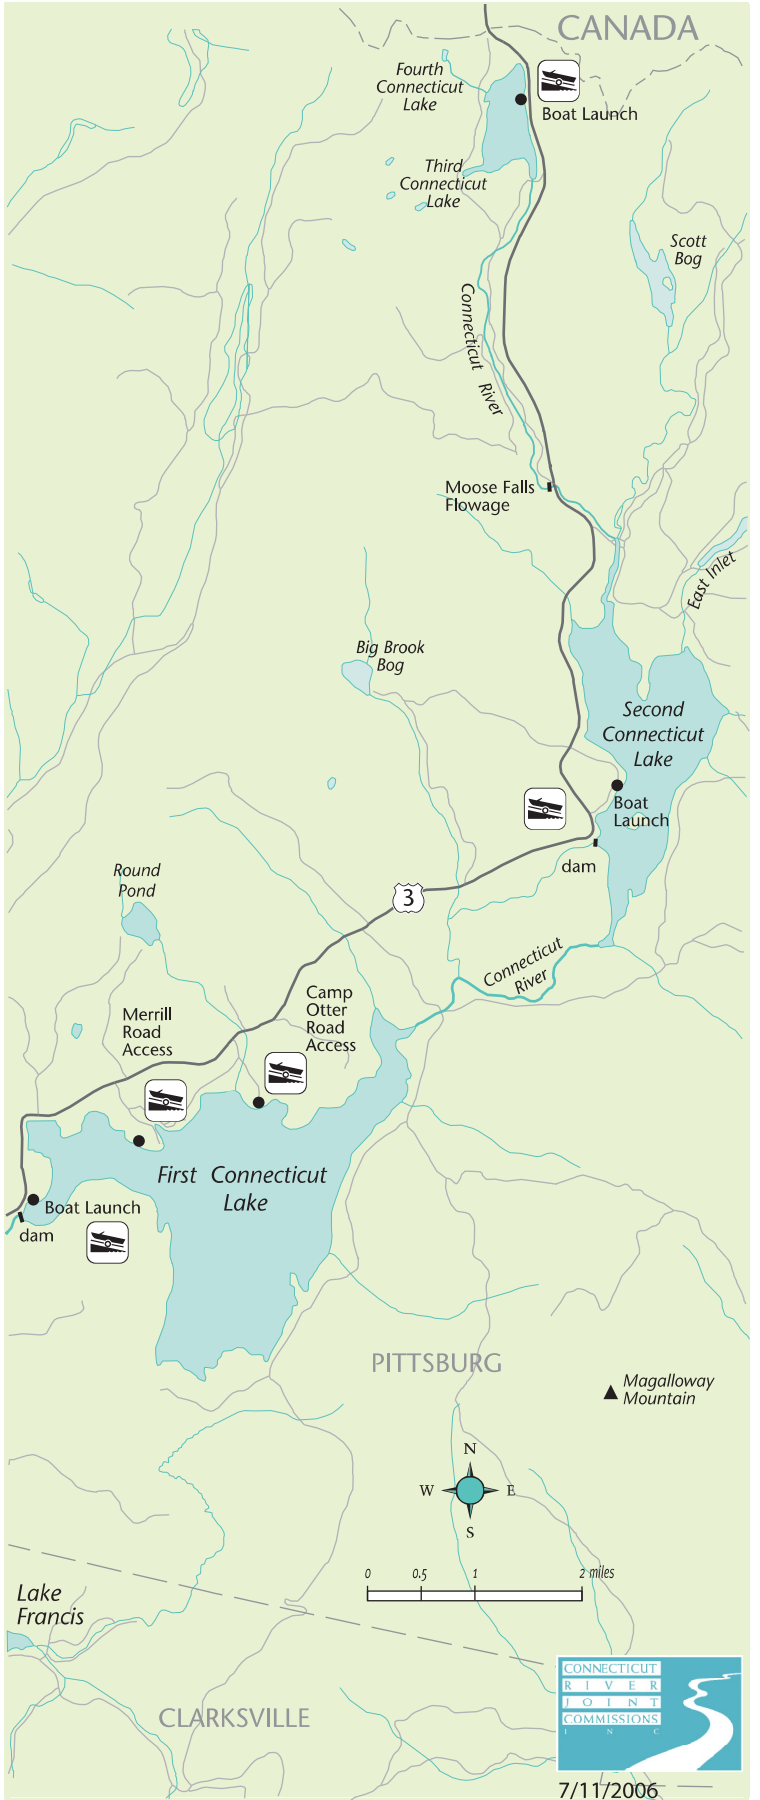 CANADA
Fourth
Connecticut
Lake
Boat Launch
Third
Connecticut
Lake
Scott
Bog
Connecticut River
Moose Falls
Flowage
East Inlet
Big Brook
Bog
Second
Connecticut
Lake
Boat
Launch
dam
Round
Pond
3
Connecticut
River
Camp
Otter
Road
Access
Merrill
Road
Access
First Connecticut
Lake
Boat Launch
dam
PITTSBURG
Magalloway
Mountain
N
W E
S
0 0.5 1 2 miles
Lake
Francis
CLARKSVILLE
CONNECTICUT
RIVER
JOINT
COMMISSIONS
INC
7/11/2006